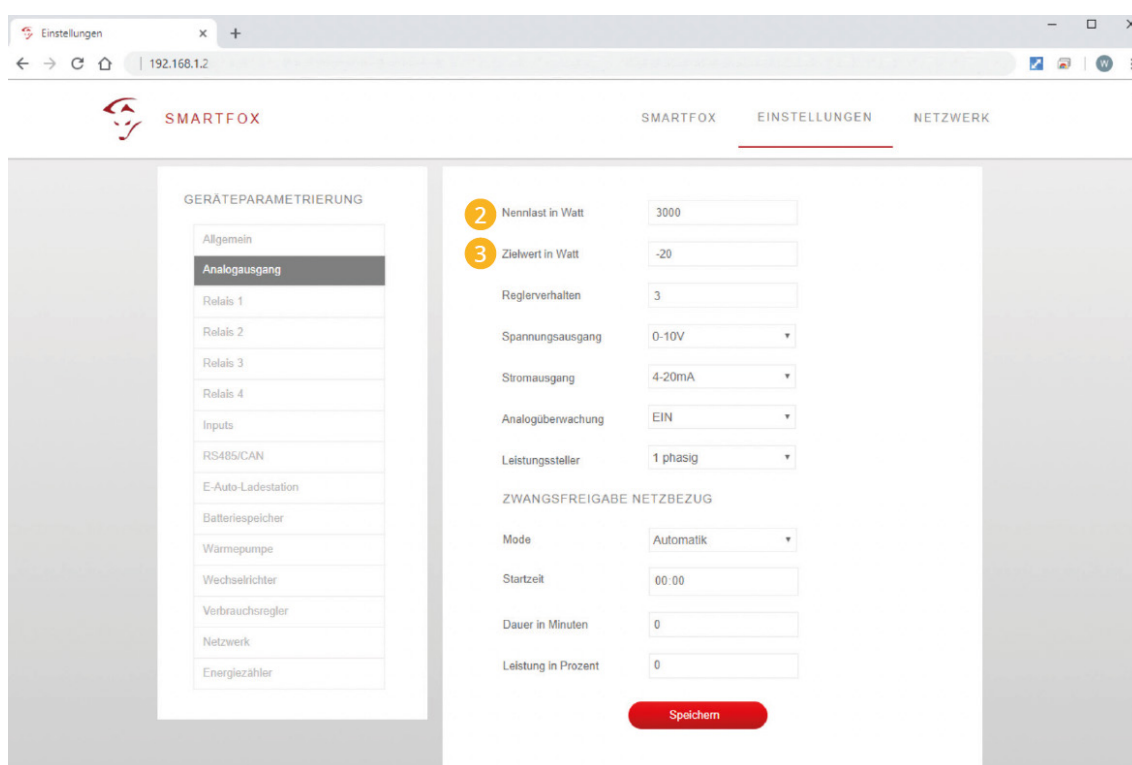 Einstellungen
192.168.1.2
W
SMARTFOX
SMARTFOX EINSTELLUNGEN NETZWERK
GERÄTEPARAMETRIERUNG
Allgemein
Analogausgang
Relais 1
Relais 2
Relais 3
Relais 4
Inputs
RS485/CAN
E-Auto-Ladestation
Batteriespeicher
Wärmepumpe
Wechselrichter
Verbrauchsregler
Netzwerk
Energiezähler
2 Nennlast in Watt 3000
3 Zielwert in Watt -20
Reglerverhalten 3
Spannungsausgang 0-10V
Stromausgang 4-20mA
Analogüberwachung EIN
Leistungssteller 1 phasig
ZWANGSFREIGABE NETZBEZUG
Mode Automatik
Startzeit 00:00
Dauer in Minuten 0
Leistung in Prozent 0
Speichern